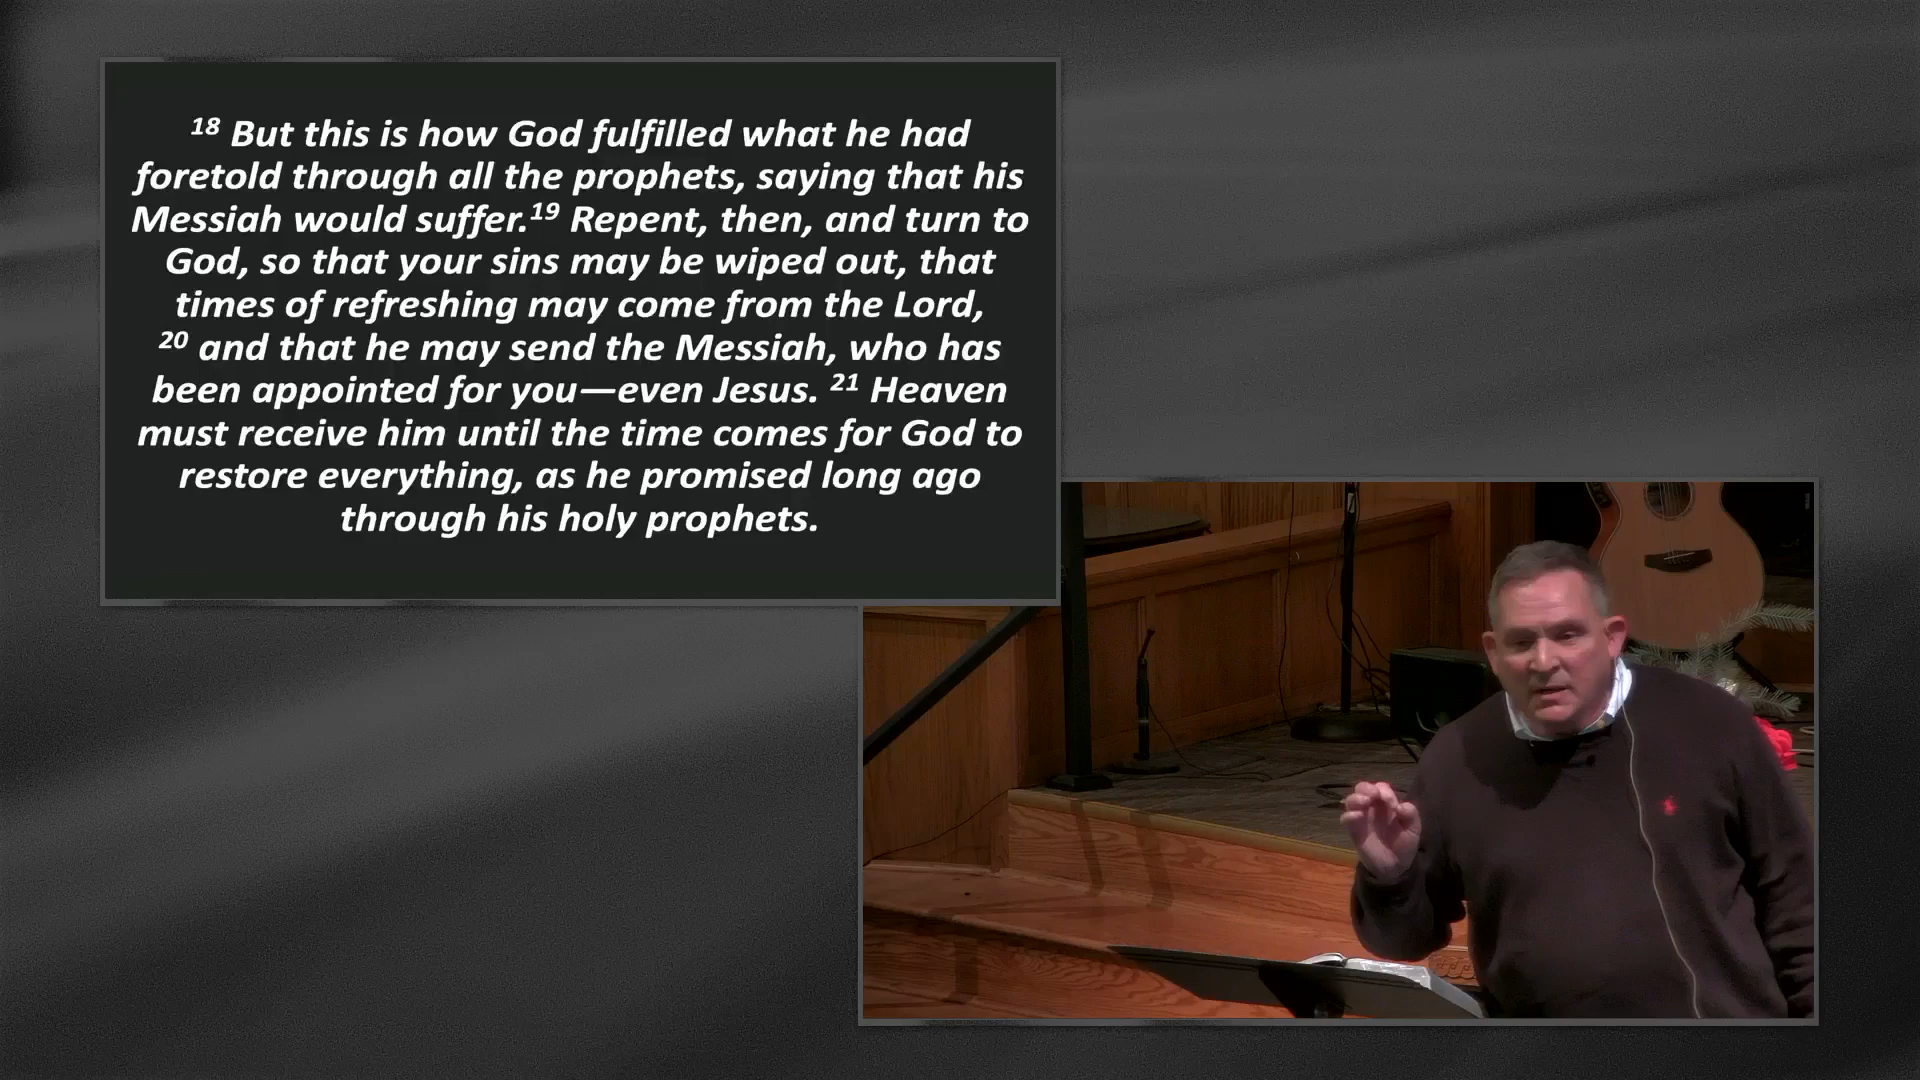 18 But this is how God fulfilled what he had
foretold through all the prophets, saying that his
Messiah would suffer.19 Repent, then, and turn to
God, so that your sins may be wiped out, that
times of refreshing may come from the Lord,
20 and that he may send the Messiah, who has
been appointed for you—even Jesus. 21 Heaven
must receive him until the time comes for God to
restore everything, as he promised long ago
through his holy prophets.